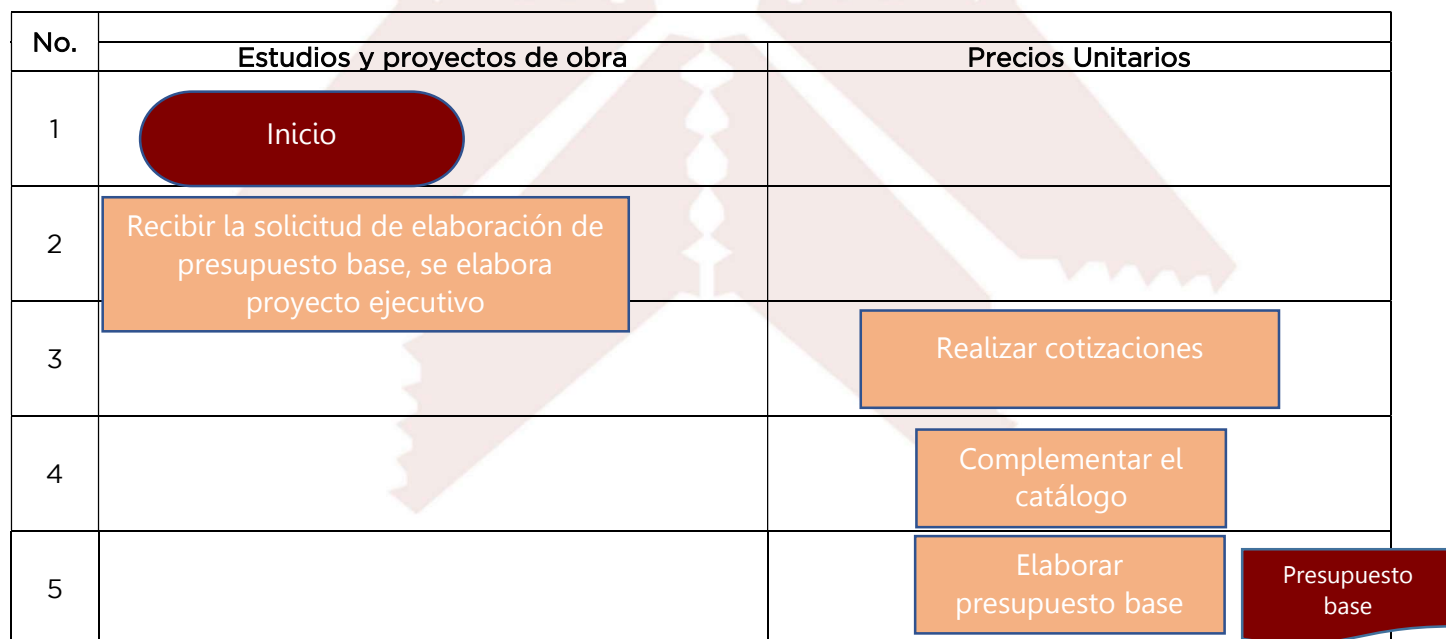 No.
Estudios y proyectos de obra
Precios Unitarios
1
Inicio
2
Recibir la solicitud de elaboración de
presupuesto base, se elabora
proyecto ejecutivo
3
Realizar cotizaciones
4
Complementar el
catálogo
5
Elaborar
presupuesto base
Presupuesto
base